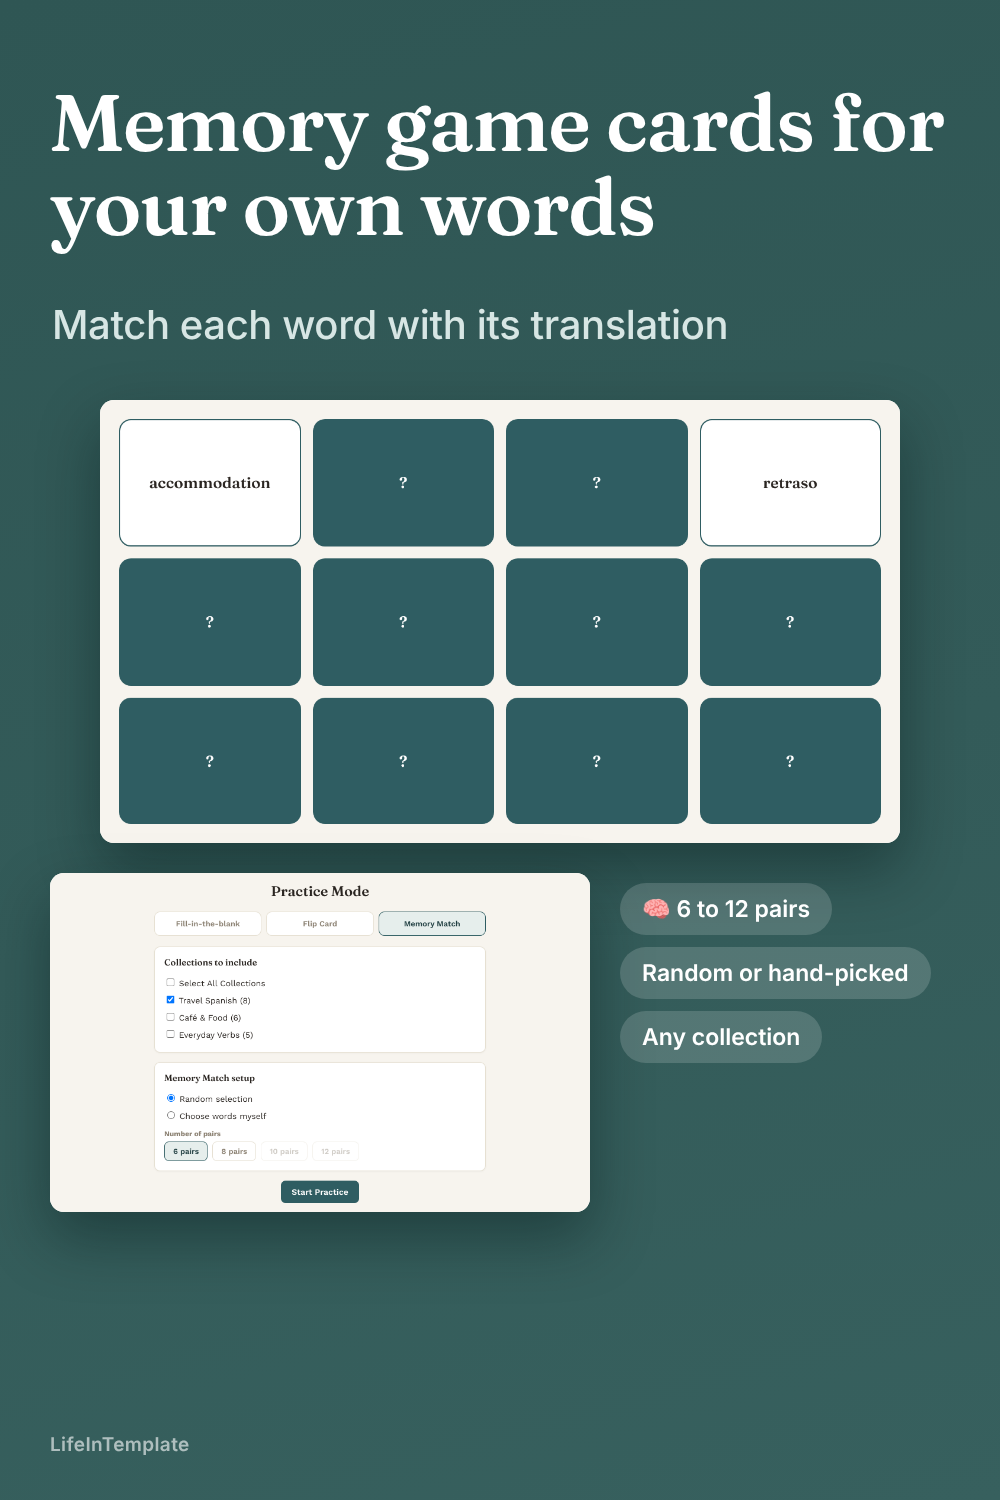 Memory game cards for
your own words
Match each word with its translation
accommodation ? ? retraso
? ? ? ?
? ? ? ?
Practice Mode
Fill-in-the-blank Flip Card Memory Match
Collections to include
Select All Collections
Travel Spanish (8)
Café & Food (6)
Everyday Verbs (5)
Memory Match setup
Random selection
Choose words myself
Number of pairs
6 pairs 8 pairs 10 pairs 12 pairs
Start Practice
🧠 6 to 12 pairs
Random or hand-picked
Any collection
LifeInTemplate